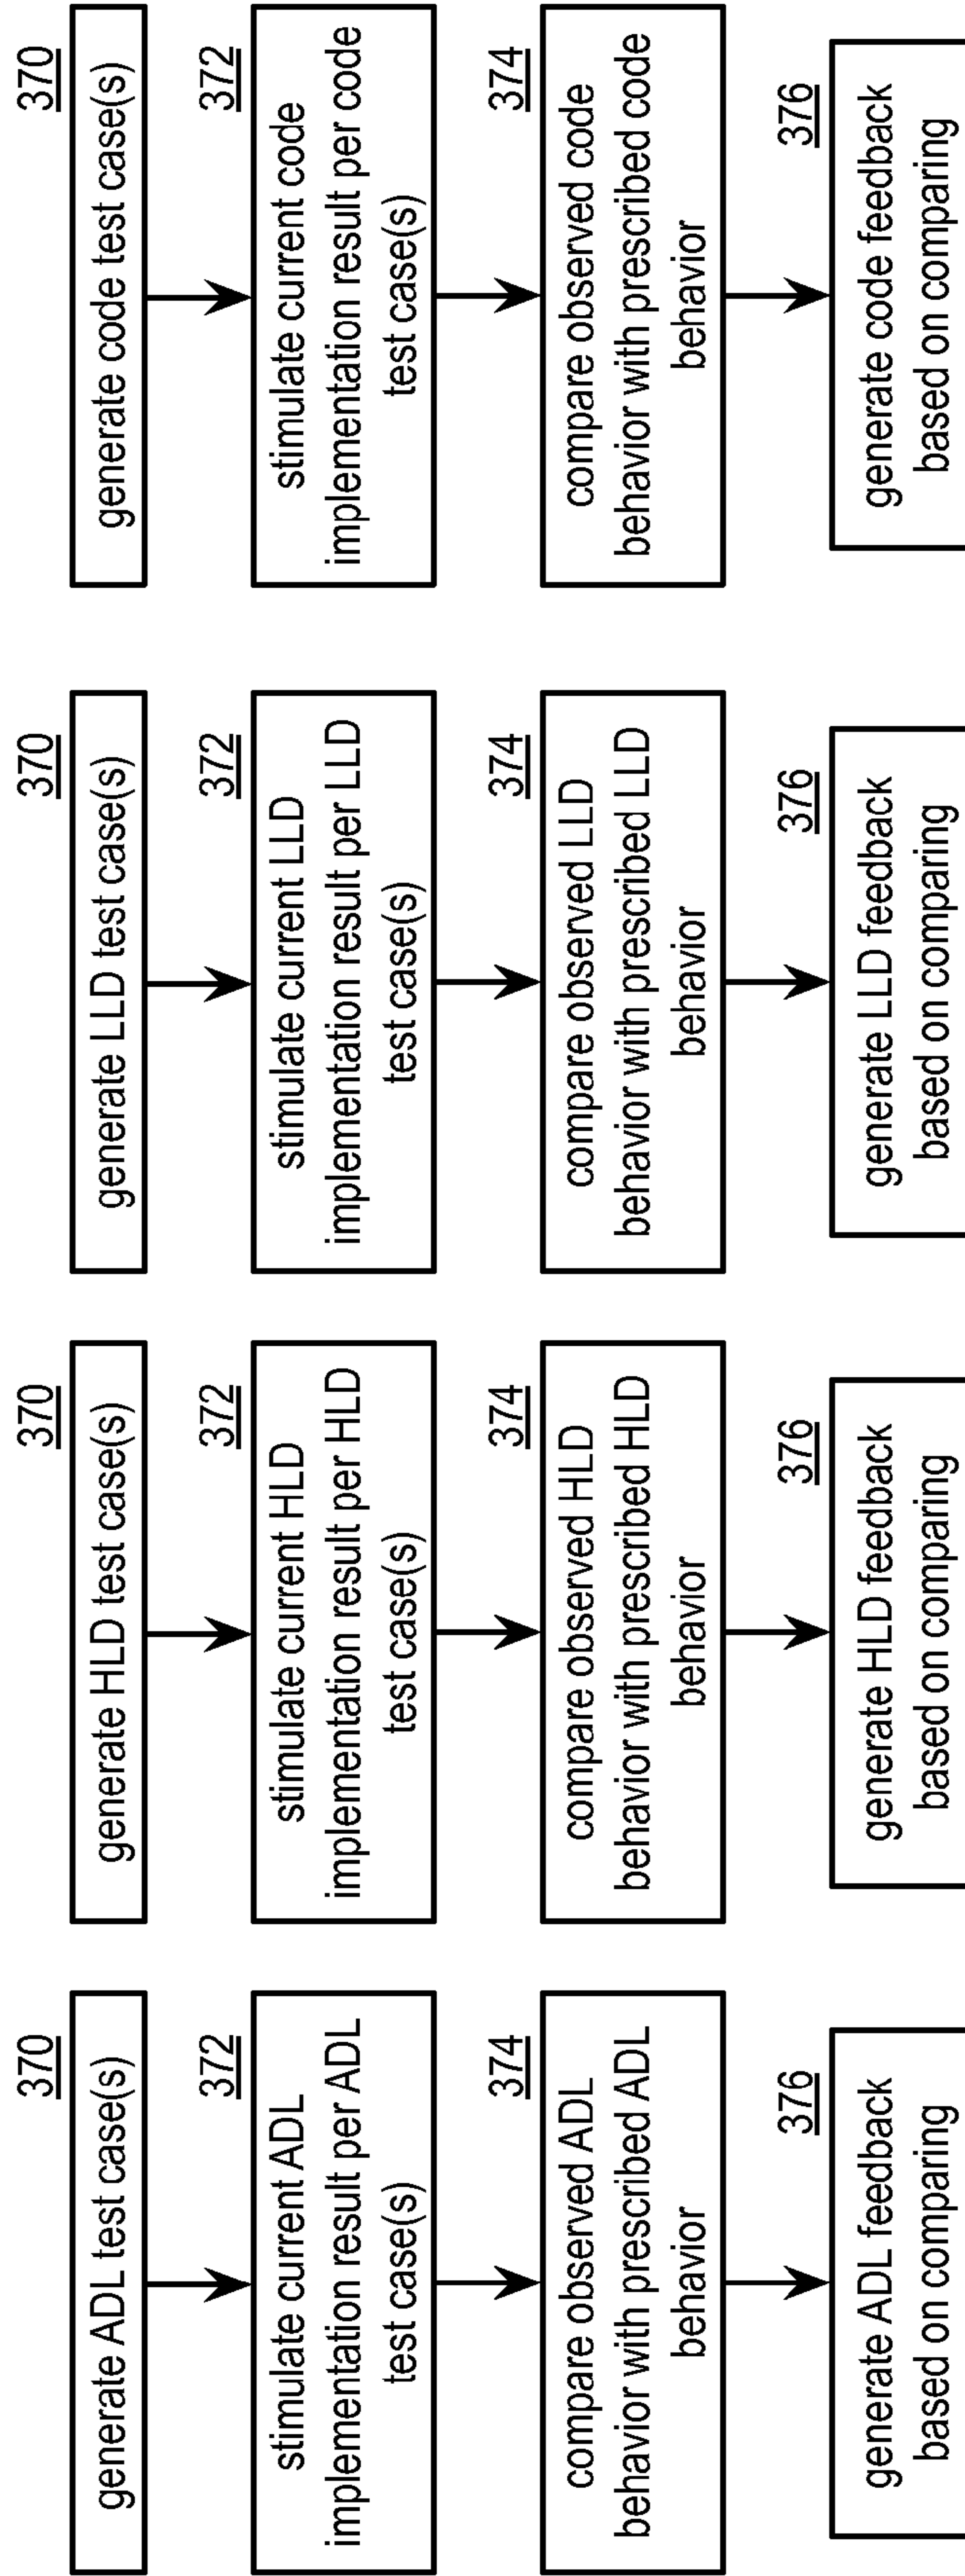 370
generate ADL test case(s)
372
stimulate current ADL
implementation result per ADL
test case(s)
374
compare observed ADL
behavior with prescribed ADL
behavior
376
generate ADL feedback
based on comparing
370
generate HLD test case(s)
372
stimulate current HLD
implementation result per HLD
test case(s)
374
compare observed HLD
behavior with prescribed HLD
behavior
376
generate HLD feedback
based on comparing
370
generate LLD test case(s)
372
stimulate current LLD
implementation result per LLD
test case(s)
374
compare observed LLD
behavior with prescribed LLD
behavior
376
generate LLD feedback
based on comparing
370
generate code test case(s)
372
stimulate current code
implementation result per code
test case(s)
374
compare observed code
behavior with prescribed code
behavior
376
generate code feedback
based on comparing